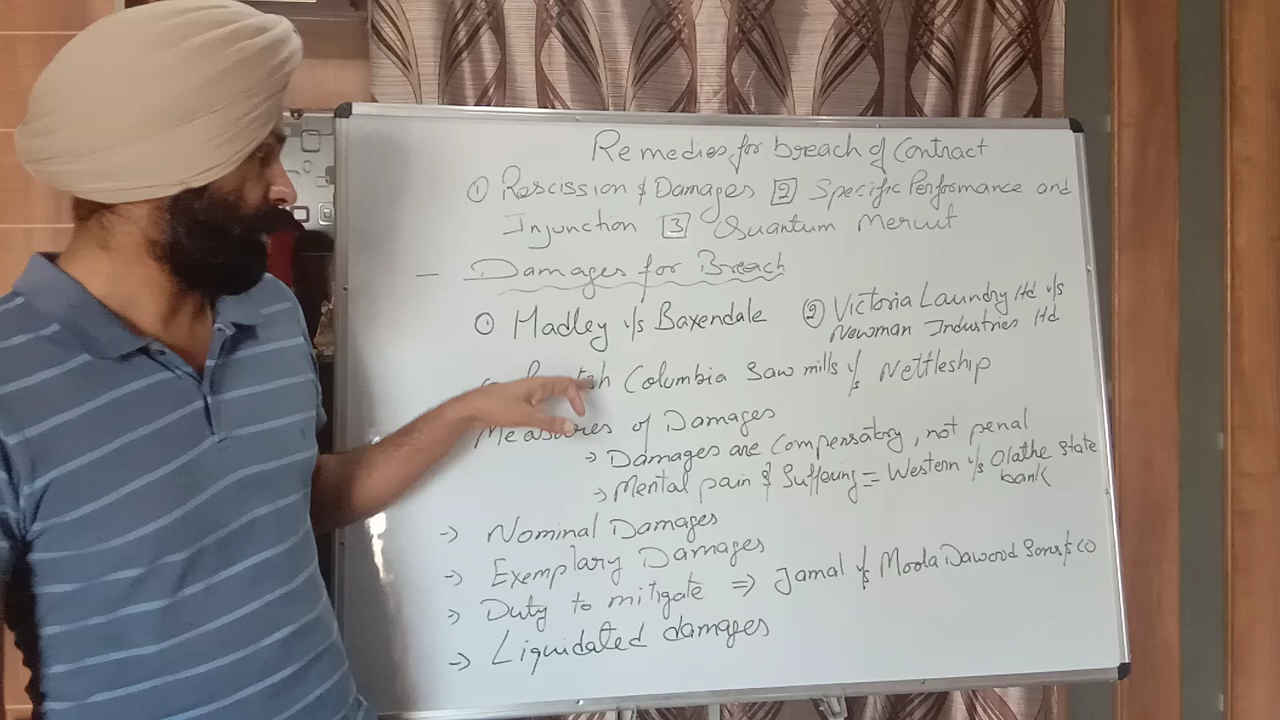 Remedies for breach of Contract
① Rescission & Damages [2] Specific Performance and
Injunction [3] Quantum Meruit
— Damages for Breach
① Hadley v/s Baxendale ② Victoria Laundry ltd v/s
Newman Industries ltd
Columbia Saw mills v/s Nettleship
Measures of Damages
→ Damages are Compensatory, not penal
→ Mental pain & Suffering = Western v/s Olathe State
bank
→ Nominal Damages
→ Exemplary Damages
→ Duty to mitigate ⇒ Jamal v/s Moola Dawood Sons & co
→ Liquidated damages